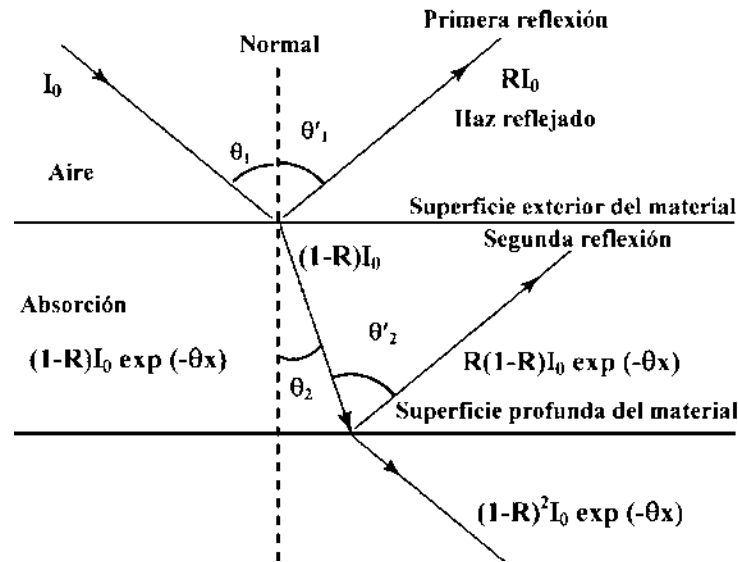 Primera reflexión
Normal
I₀
RI₀
Haz reflejado
θ'₁
θ₁
Aire
Superficie exterior del material
Segunda reflexión
(1-R)I₀
Absorción
θ'₂
(1-R)I₀ exp (-θx)
R(1-R)I₀ exp (-θx)
θ₂
Superficie profunda del material
(1-R)²I₀ exp (-θx)